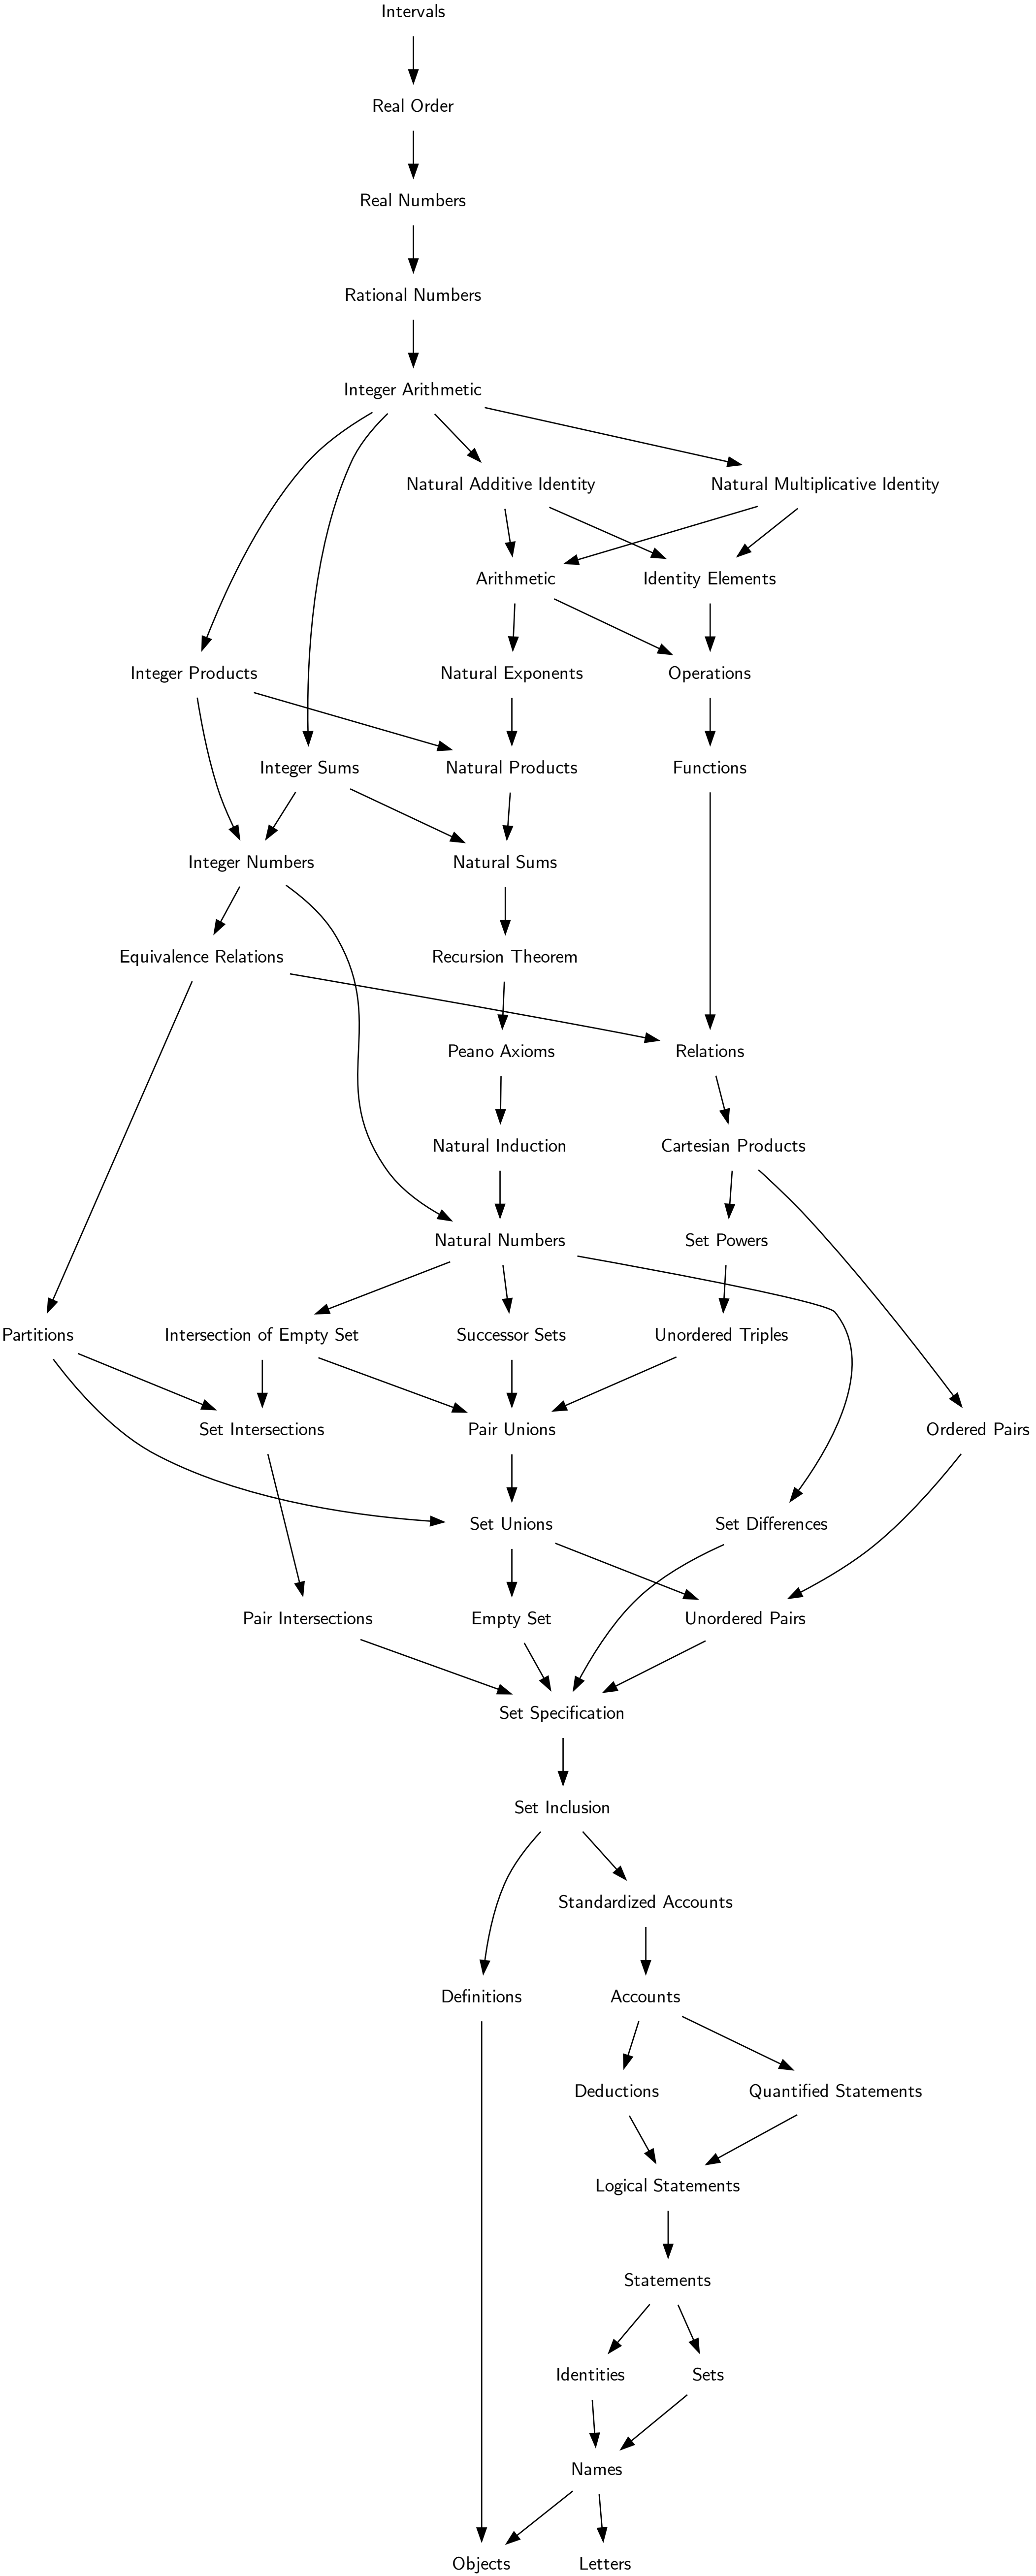 Intervals
Real Order
Real Numbers
Rational Numbers
Integer Arithmetic
Natural Additive Identity
Natural Multiplicative Identity
Arithmetic
Identity Elements
Integer Products
Natural Exponents
Operations
Integer Sums
Natural Products
Functions
Integer Numbers
Natural Sums
Equivalence Relations
Recursion Theorem
Peano Axioms
Relations
Natural Induction
Cartesian Products
Natural Numbers
Set Powers
Partitions
Intersection of Empty Set
Successor Sets
Unordered Triples
Set Intersections
Pair Unions
Ordered Pairs
Set Unions
Set Differences
Pair Intersections
Empty Set
Unordered Pairs
Set Specification
Set Inclusion
Standardized Accounts
Definitions
Accounts
Deductions
Quantified Statements
Logical Statements
Statements
Identities
Sets
Names
Objects
Letters